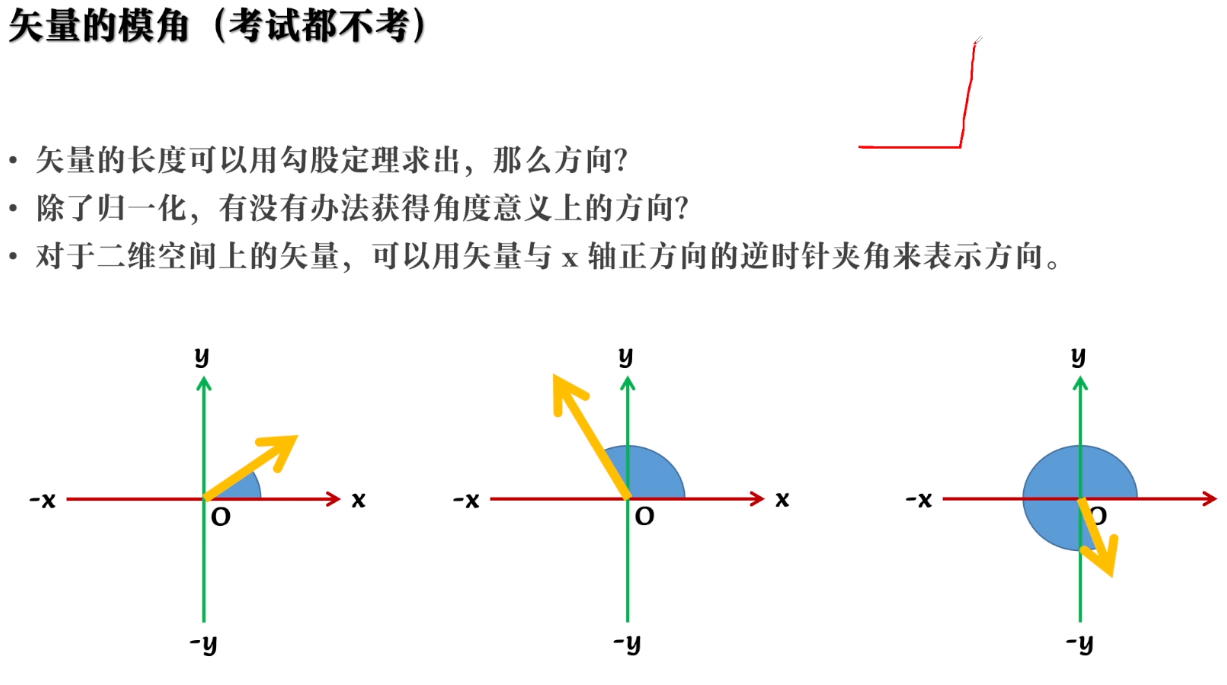 矢量的模角（考试都不考）
• 矢量的长度可以用勾股定理求出，那么方向？
• 除了归一化，有没有办法获得角度意义上的方向？
• 对于二维空间上的矢量，可以用矢量与 x 轴正方向的逆时针夹角来表示方向。
y y y
-x x -x x -x
O O O
-y -y -y